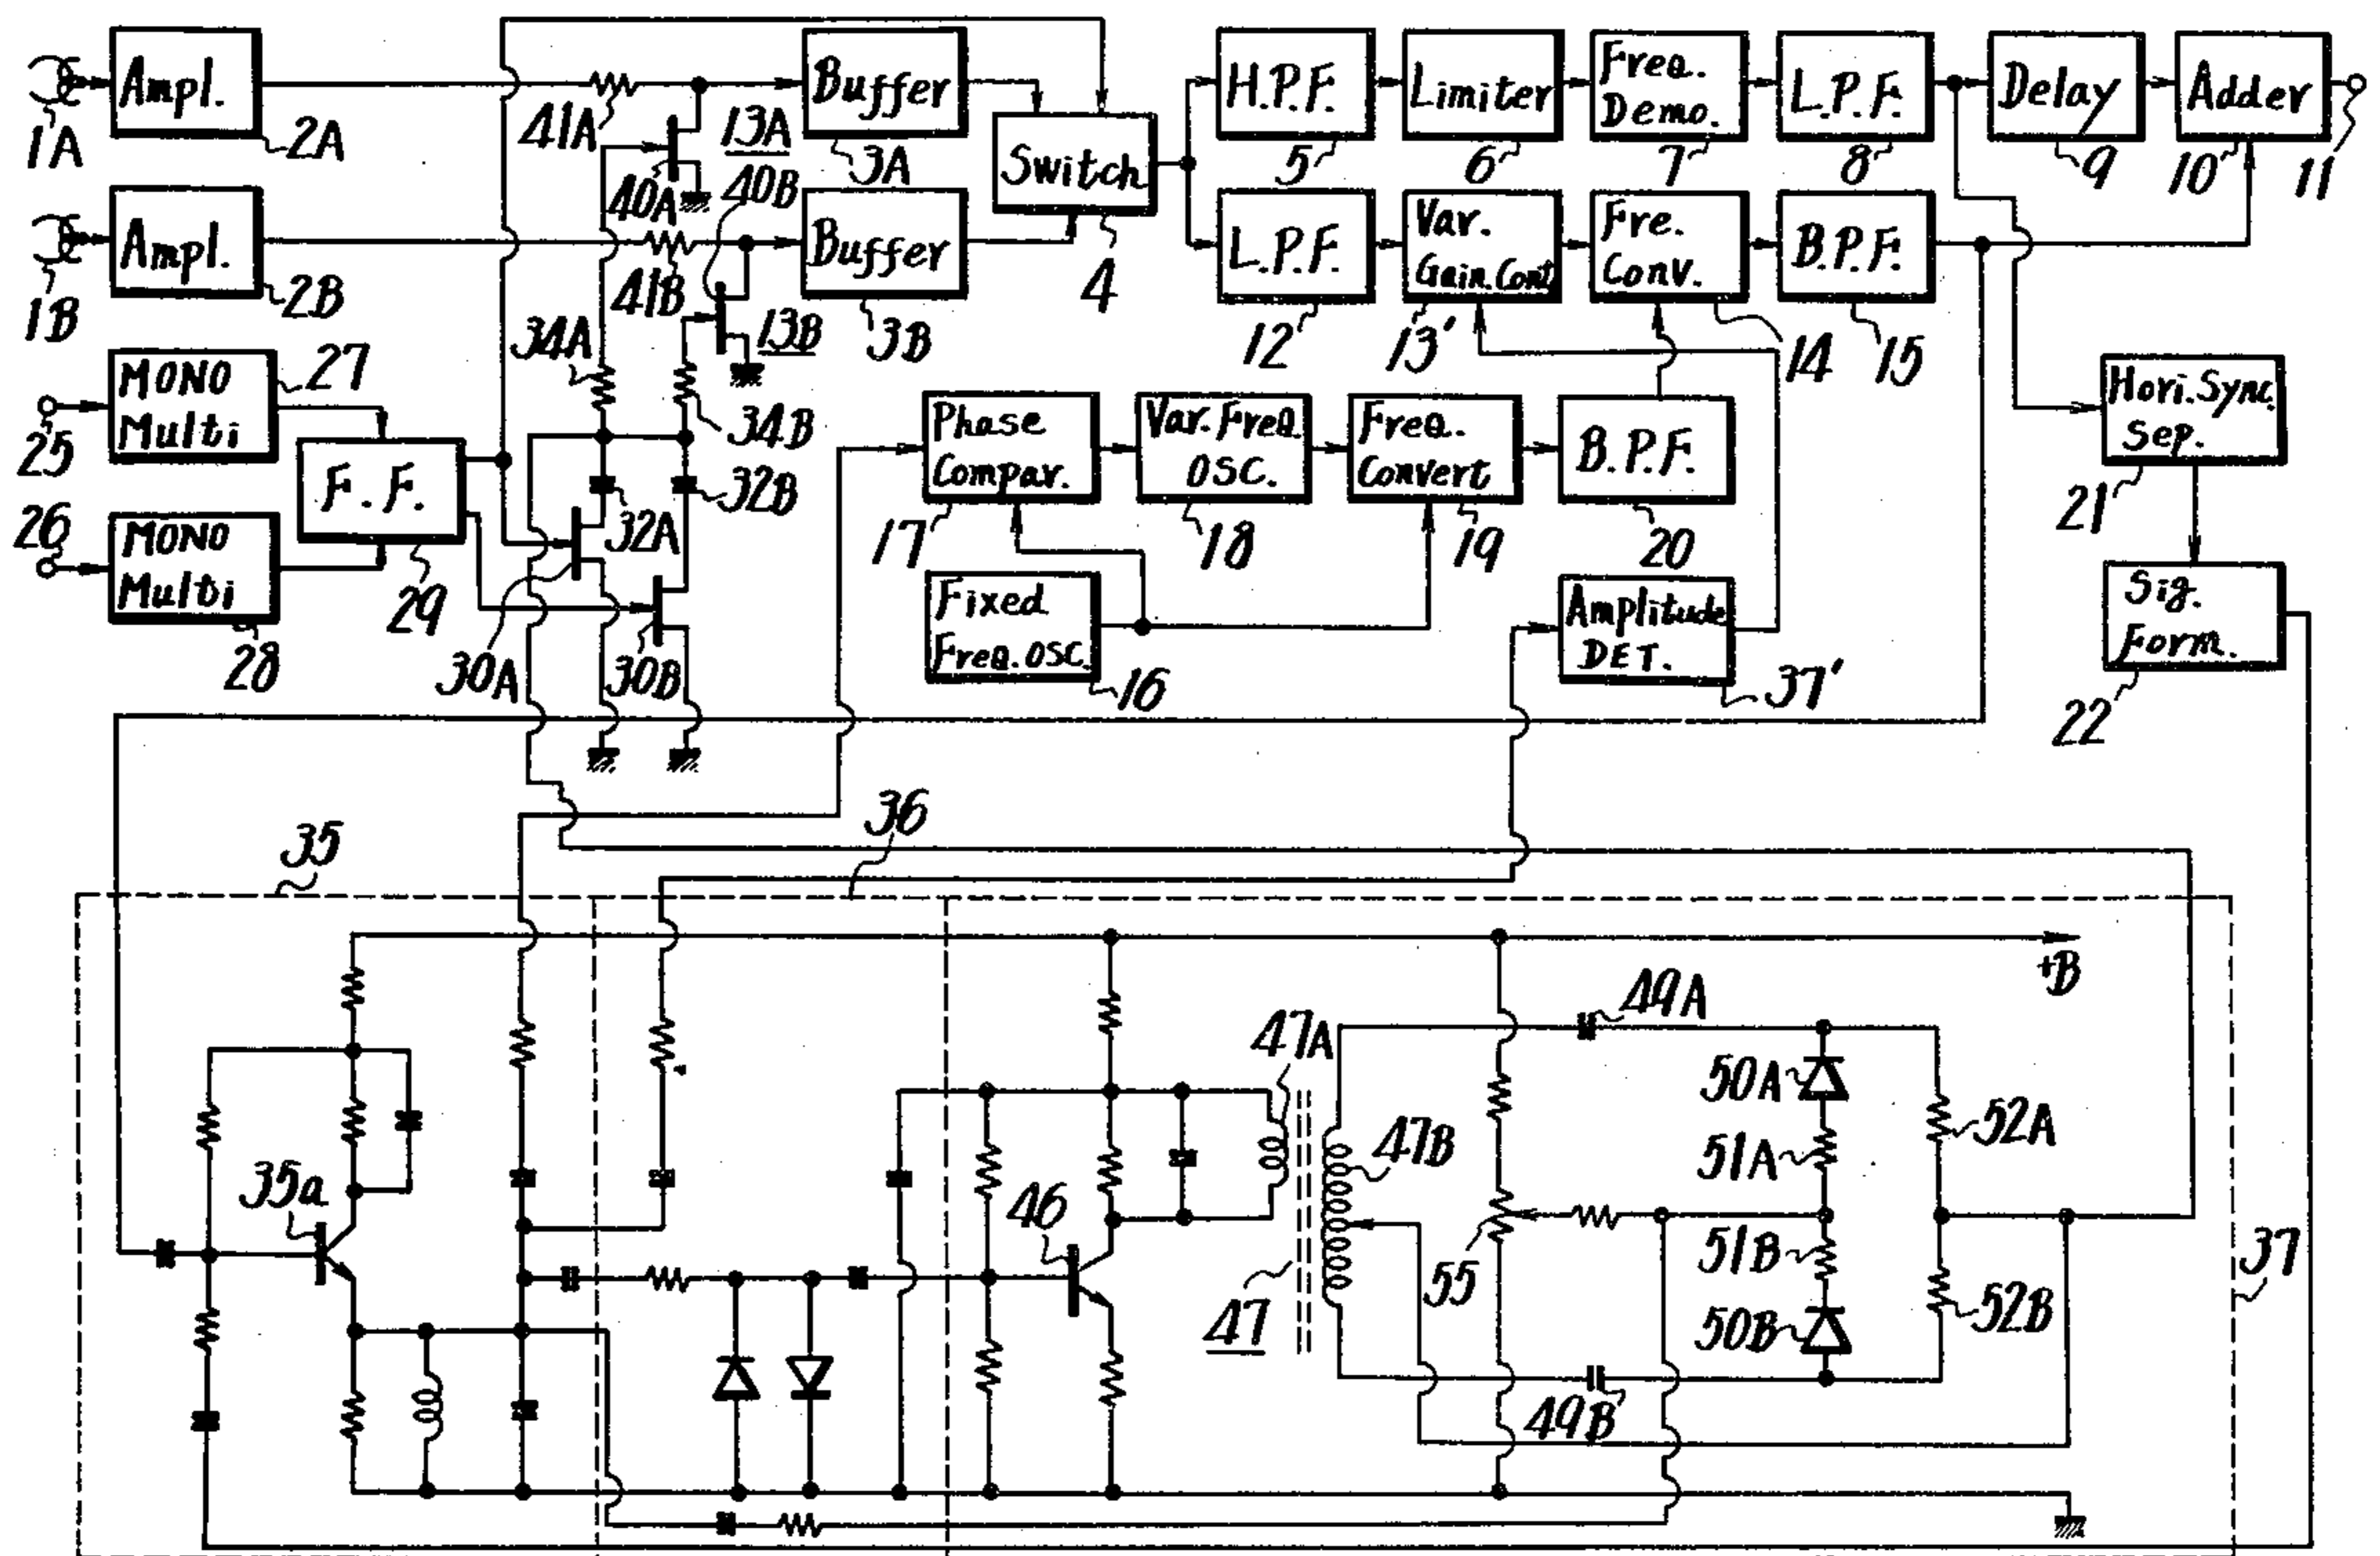 1A
Ampl.
2A
41A
40A
13A
40B
Buffer
3A
Switch
4
H.P.F.
5
Limiter
6
Freq.
Demo.
7
L.P.F.
8
Delay
9
Adder
10
11
1B
Ampl.
2B
41B
13B
Buffer
3B
L.P.F.
12
Var.
Gain.Cont
13'
Fre.
Conv.
14
B.P.F.
15
25
MONO
Multi
27
26
MONO
Multi
28
F.F.
29
34A
34B
32A
32B
30A
30B
Phase
Compar.
17
Var.Freq.
OSC.
18
Freq.
Convert
19
B.P.F.
20
Fixed
Freq.OSC.
16
Amplitude
DET.
37'
Hori.Sync.
Sep.
21
Sig.
Form.
22
35
36
+B
35a
46
47A
47B
47
49A
50A
51A
52A
55
51B
50B
52B
49B
37